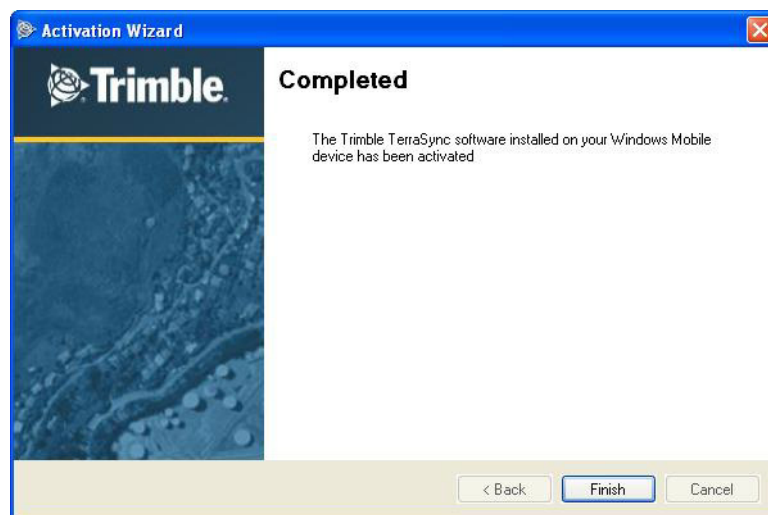 Activation Wizard
Trimble.
Completed
The Trimble TerraSync software installed on your Windows Mobile
device has been activated
< Back
Finish
Cancel